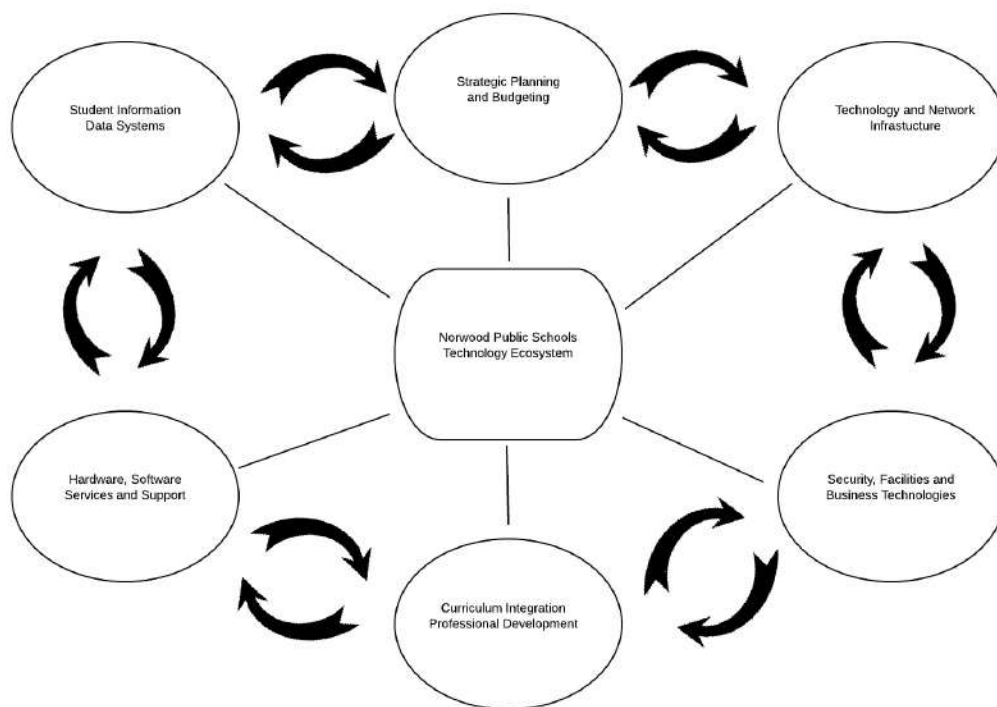 Student Information
Data Systems
Strategic Planning
and Budgeting
Technology and Network
Infrastucture
Norwood Public Schools
Technology Ecosystem
Hardware, Software
Services and Support
Security, Facilities and
Business Technologies
Curriculum Integration
Professional Development